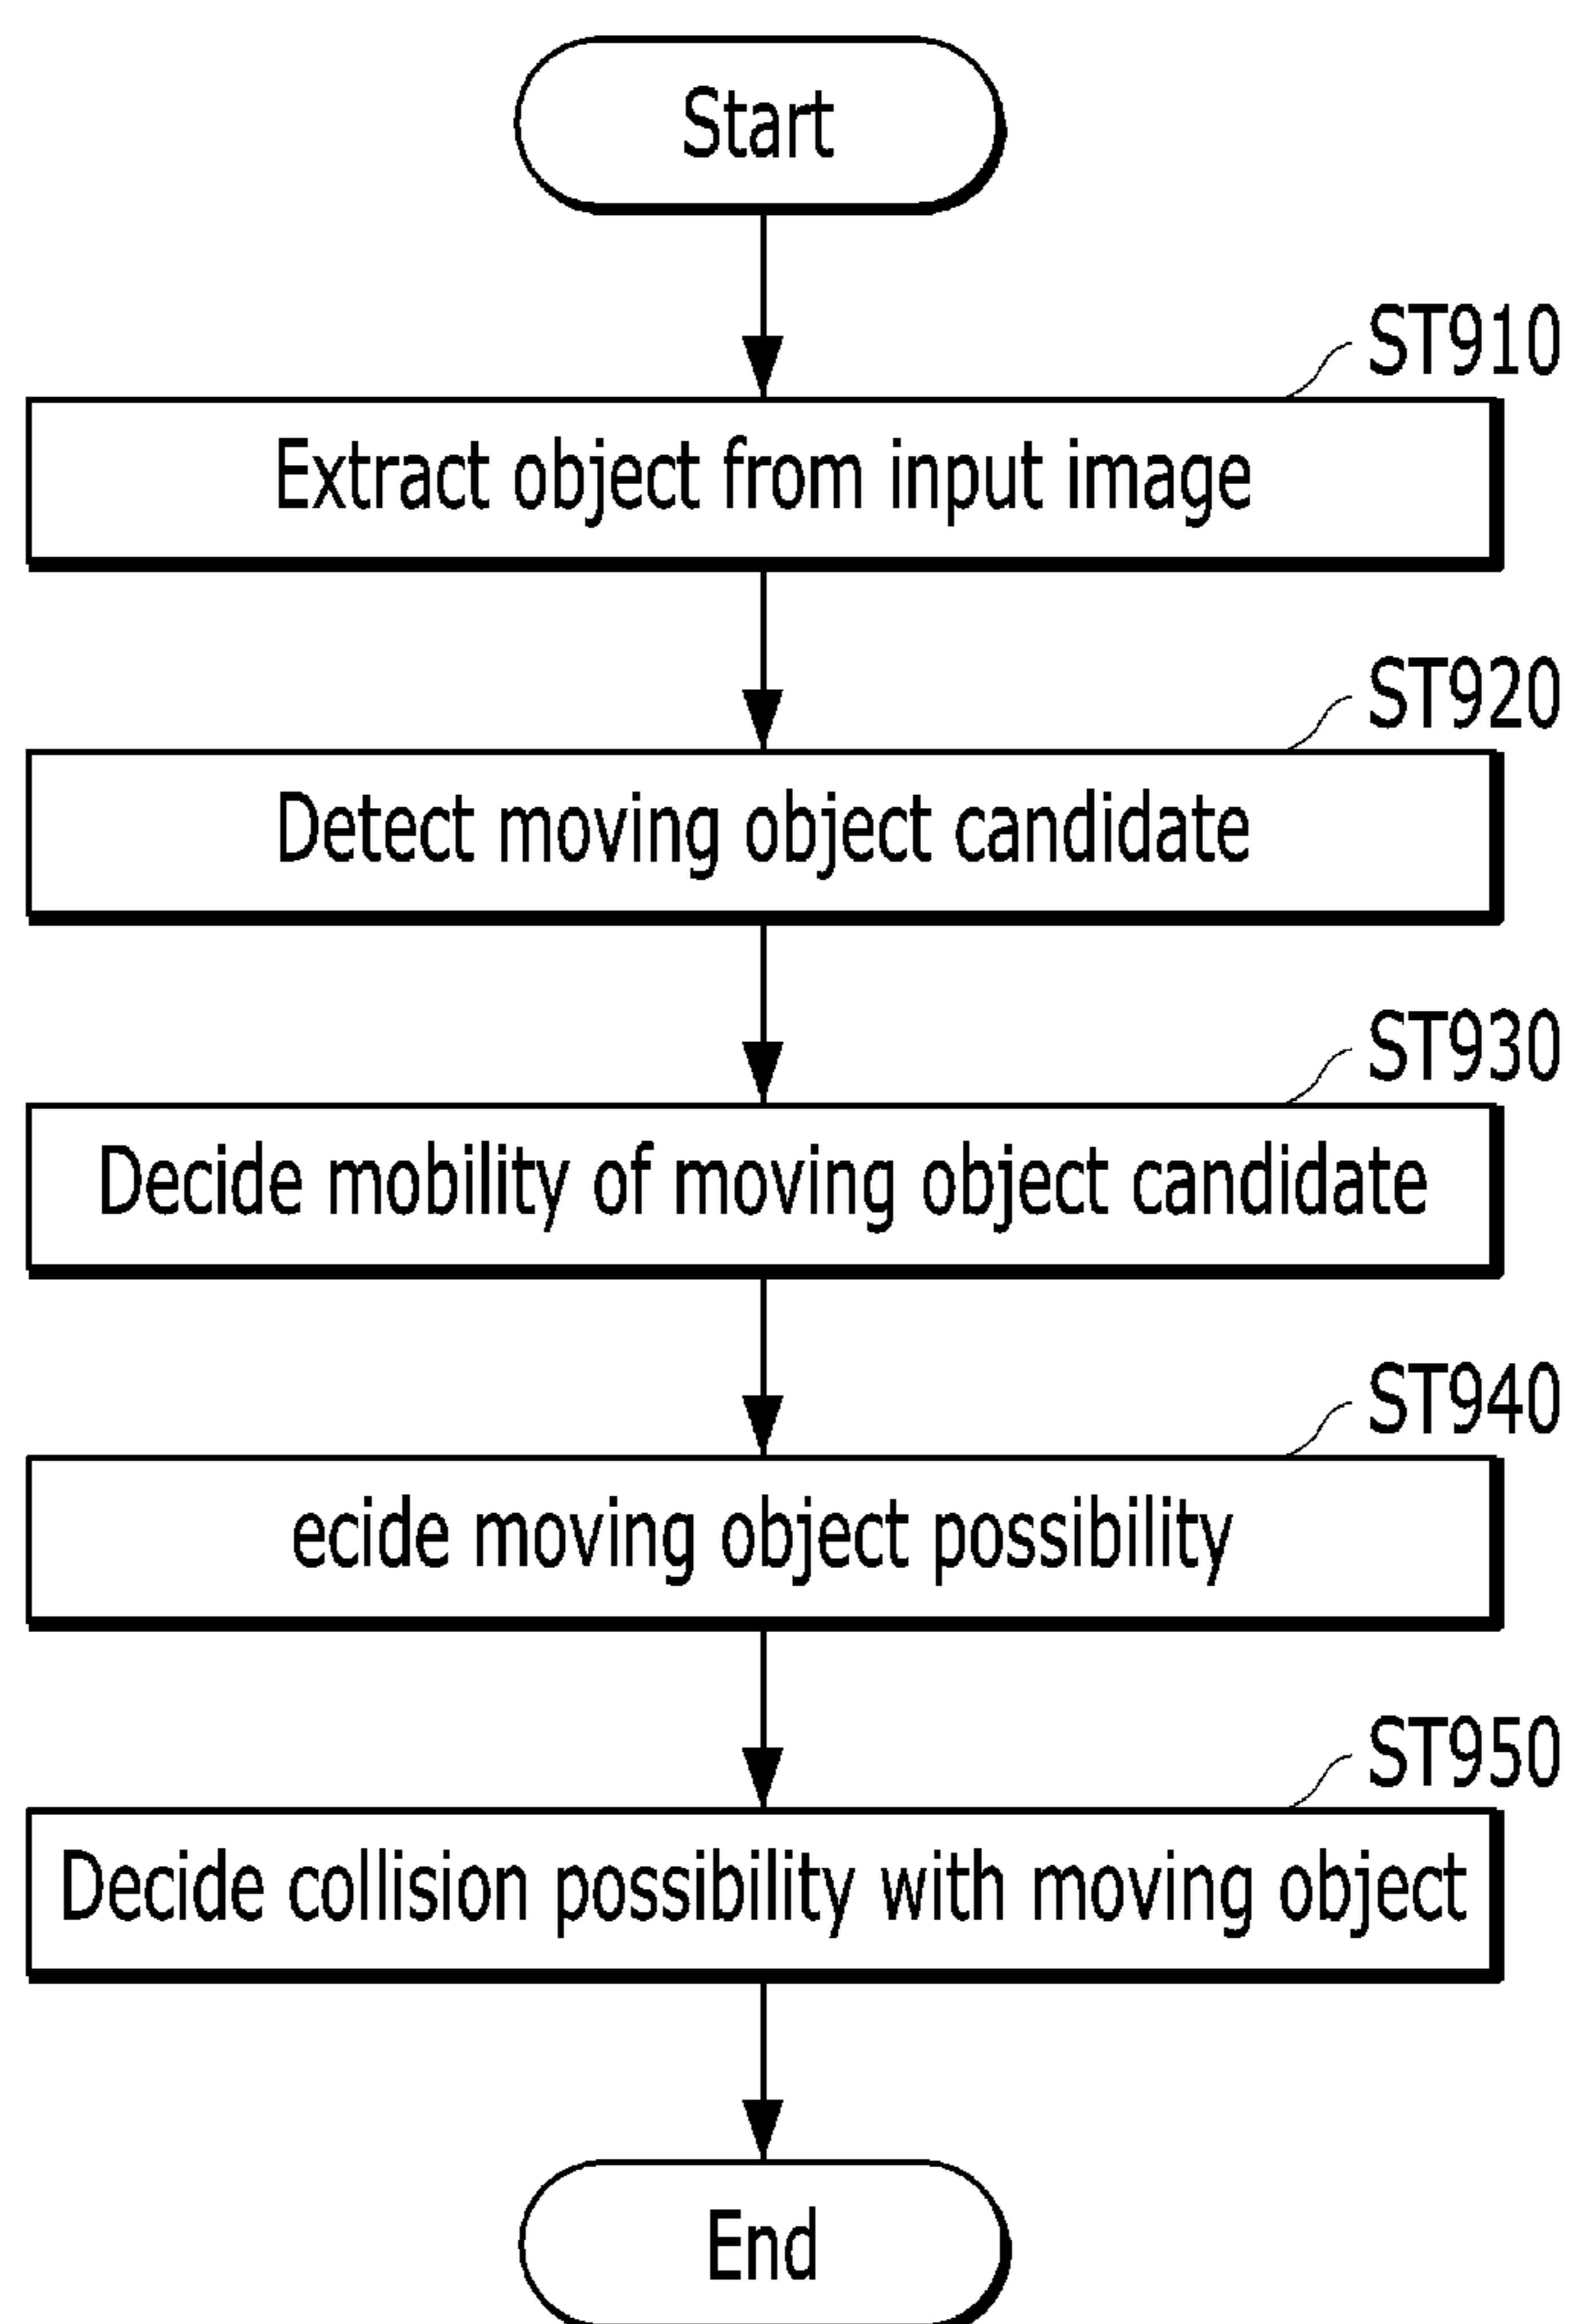 Start
ST910
Extract object from input image
ST920
Detect moving object candidate
ST930
Decide mobility of moving object candidate
ST940
ecide moving object possibility
ST950
Decide collision possibility with moving object
End